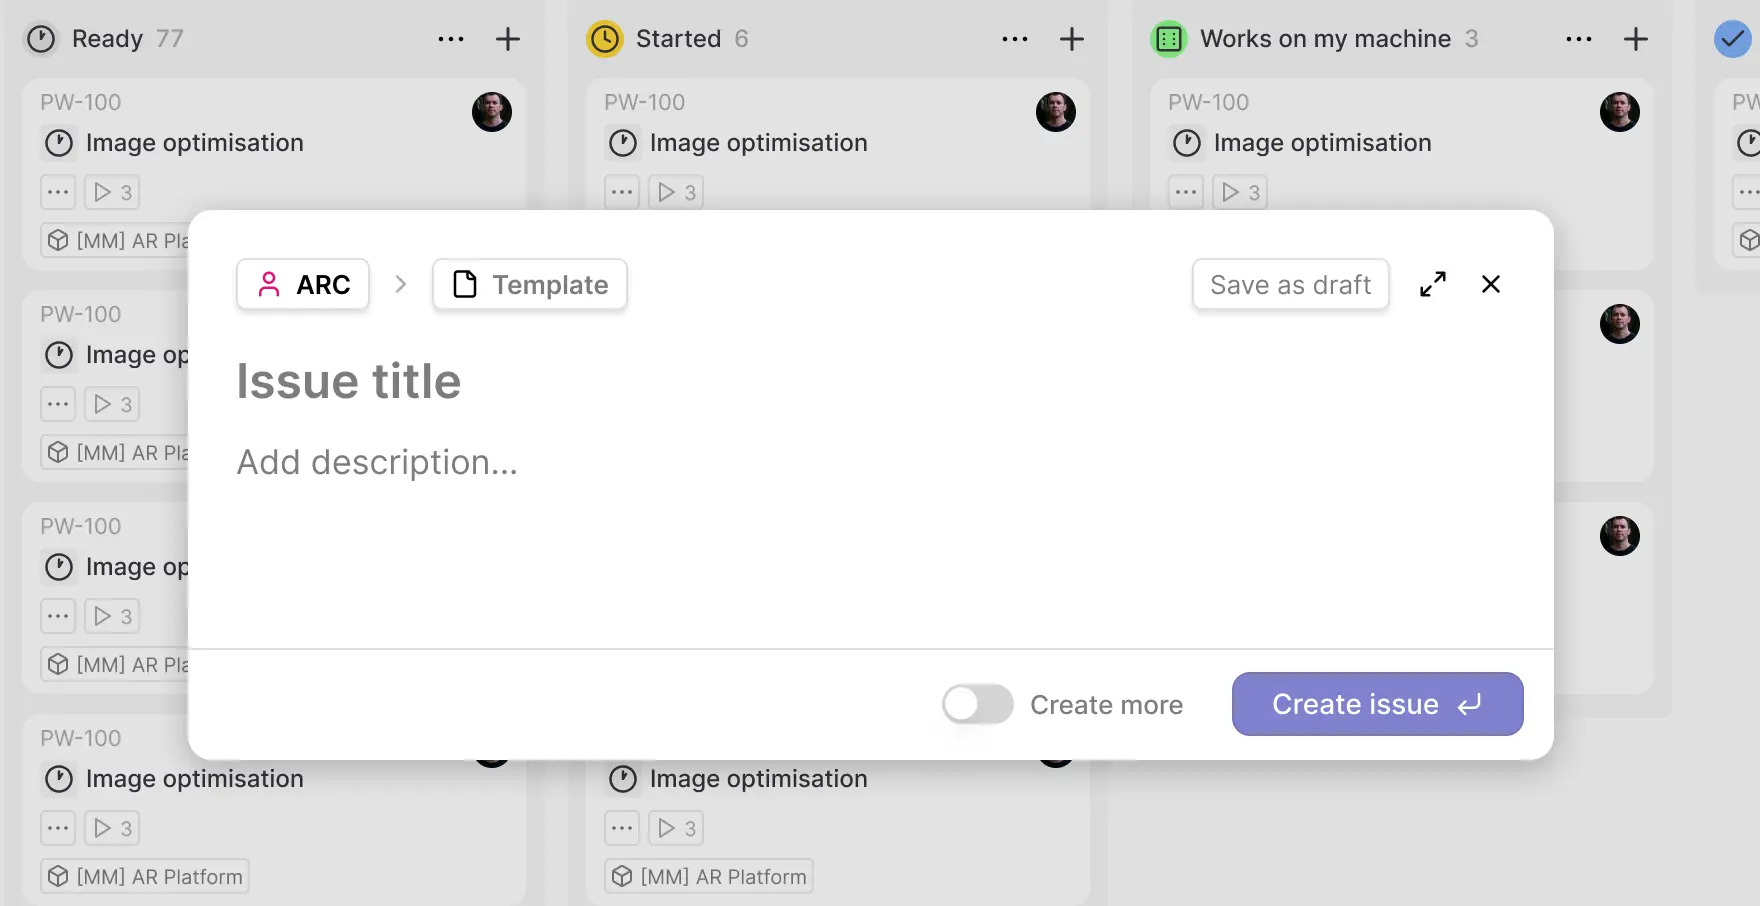 Ready 77
Started 6
Works on my machine 3
PW-100
Image optimisation
3
[MM] AR Pla
PW-100
Image optimisation
3
PW-100
Image optimisation
3
PW
ARC
Template
Save as draft
Issue title
Add description...
Create more
Create issue
PW-100
Image op
3
[MM] AR Pla
PW-100
Image op
3
[MM] AR Pla
PW-100
Image optimisation
3
[MM] AR Platform
Image optimisation
3
[MM] AR Platform